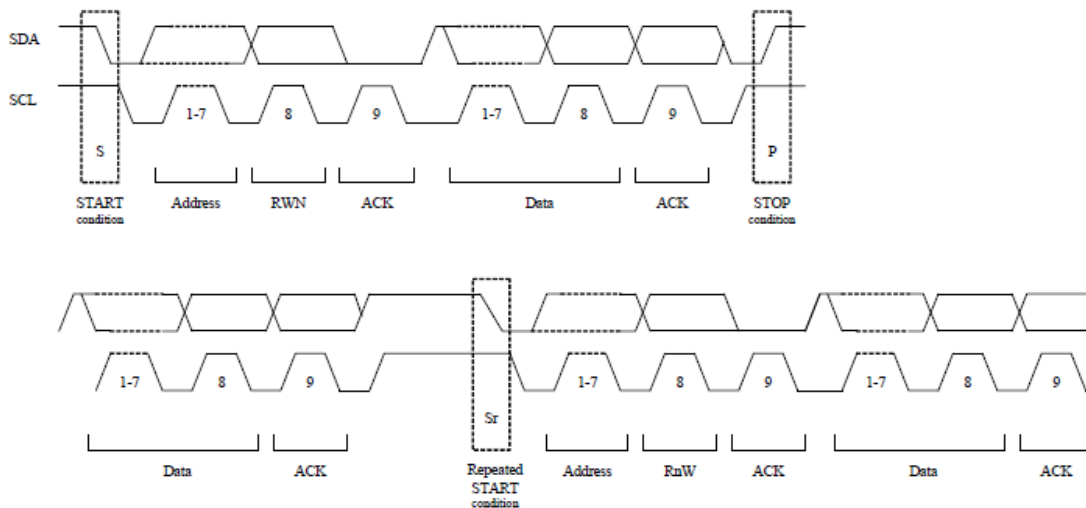 SDA
SCL
1-7 8 9 1-7 8 9
S P
START condition
Address RWN ACK Data ACK
STOP condition
1-7 8 9 1-7 8 9 1-7 8 9
Sr
Data ACK
Repeated START condition
Address RnW ACK Data ACK